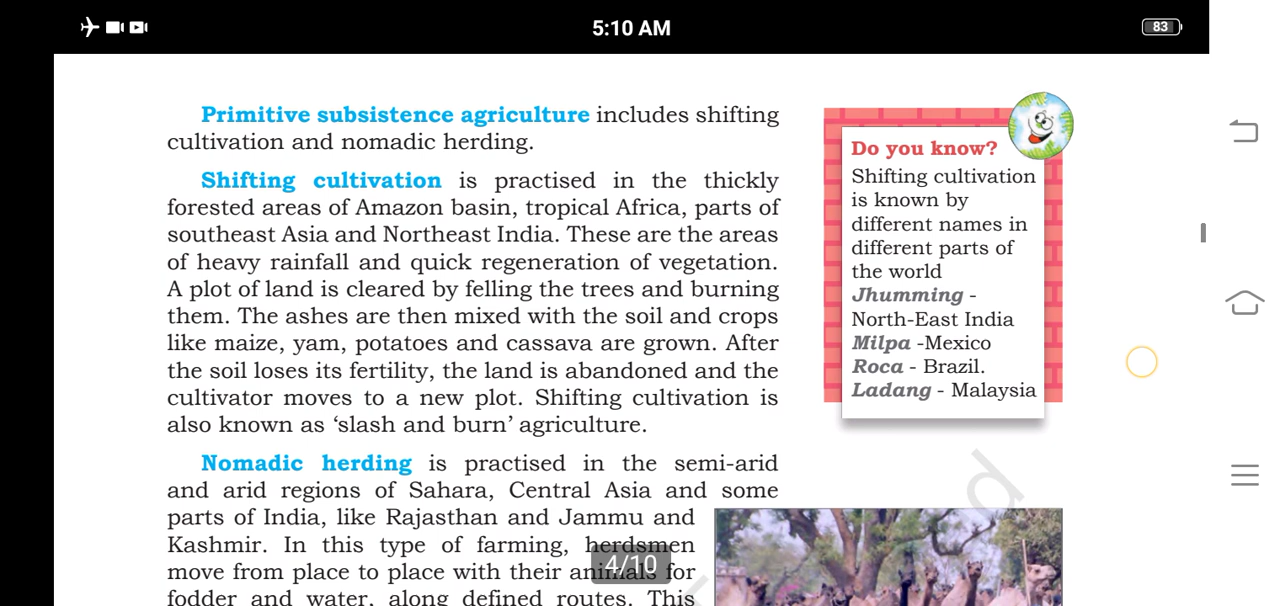 5:10 AM
83
Primitive subsistence agriculture includes shifting
cultivation and nomadic herding.
Shifting cultivation is practised in the thickly
forested areas of Amazon basin, tropical Africa, parts of
southeast Asia and Northeast India. These are the areas
of heavy rainfall and quick regeneration of vegetation.
A plot of land is cleared by felling the trees and burning
them. The ashes are then mixed with the soil and crops
like maize, yam, potatoes and cassava are grown. After
the soil loses its fertility, the land is abandoned and the
cultivator moves to a new plot. Shifting cultivation is
also known as ‘slash and burn’ agriculture.
Nomadic herding is practised in the semi-arid
and arid regions of Sahara, Central Asia and some
parts of India, like Rajasthan and Jammu and
Kashmir. In this type of farming, herdsmen
move from place to place with their animals for
fodder and water, along defined routes. This
4/10
Do you know?
Shifting cultivation
is known by
different names in
different parts of
the world
Jhumming -
North-East India
Milpa -Mexico
Roca - Brazil.
Ladang - Malaysia
d